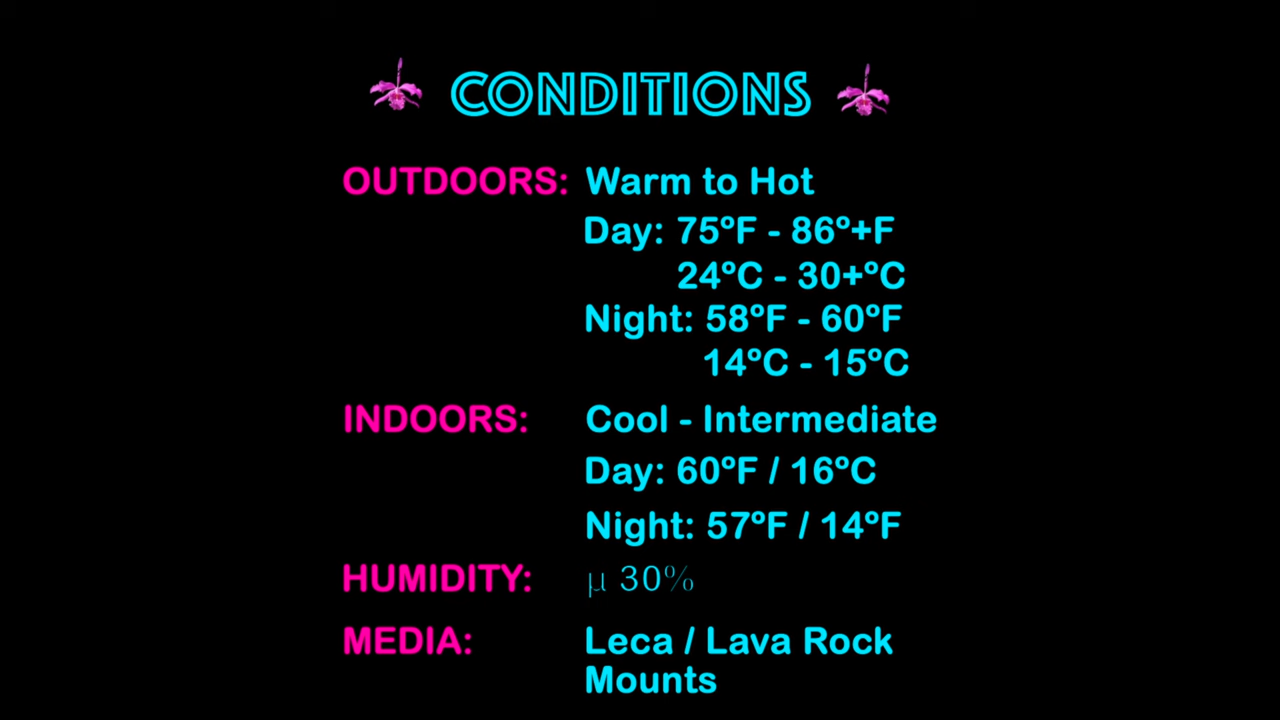 CONDITIONS
OUTDOORS: Warm to Hot
Day: 75ºF - 86º+F
24ºC - 30+ºC
Night: 58ºF - 60ºF
14ºC - 15ºC
INDOORS: Cool - Intermediate
Day: 60ºF / 16ºC
Night: 57ºF / 14ºF
HUMIDITY: μ 30%
MEDIA: Leca / Lava Rock
Mounts